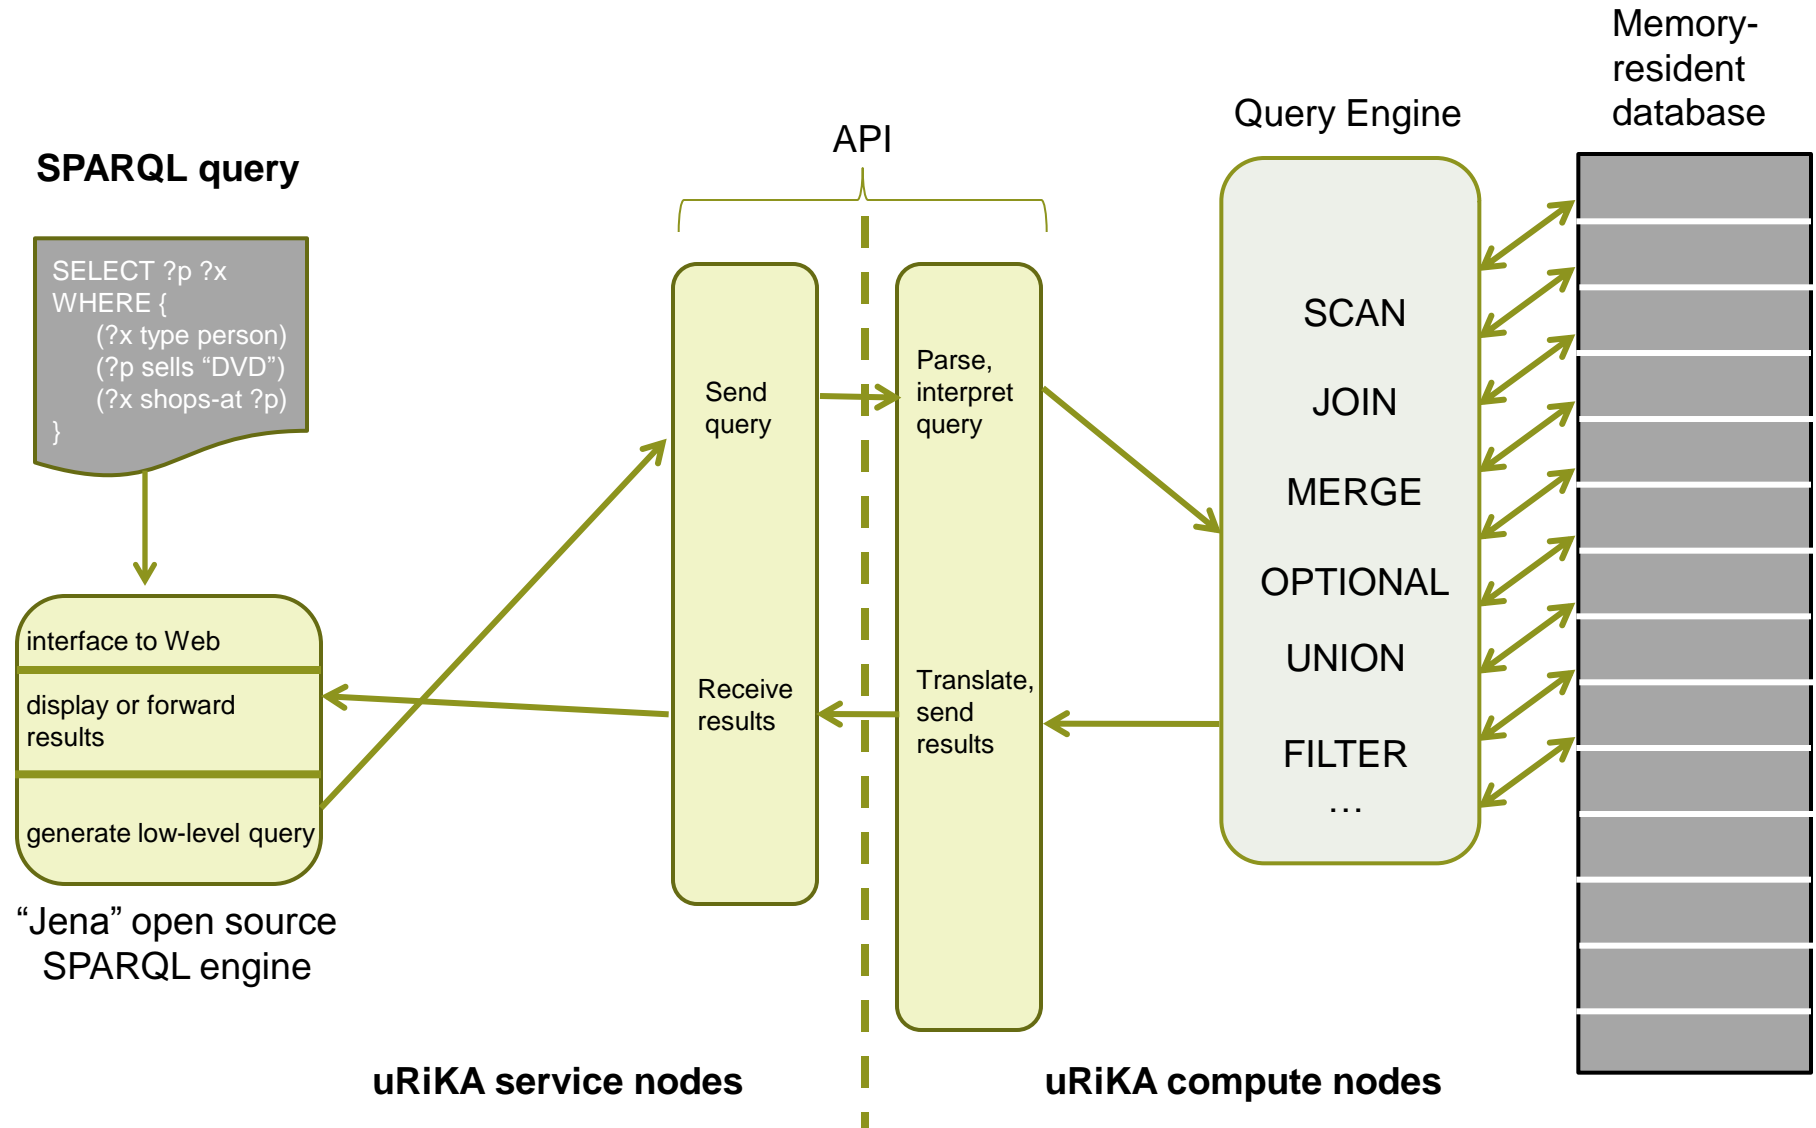 SPARQL query
SELECT ?p ?x
WHERE {
(?x type person)
(?p sells “DVD”)
(?x shops-at ?p)
}
interface to Web
display or forward
results
generate low-level query
“Jena” open source
SPARQL engine
API
Send
query
Receive
results
Parse,
interpret
query
Translate,
send
results
Query Engine
SCAN
JOIN
MERGE
OPTIONAL
UNION
FILTER
…
Memory-
resident
database
uRiKA service nodes
uRiKA compute nodes